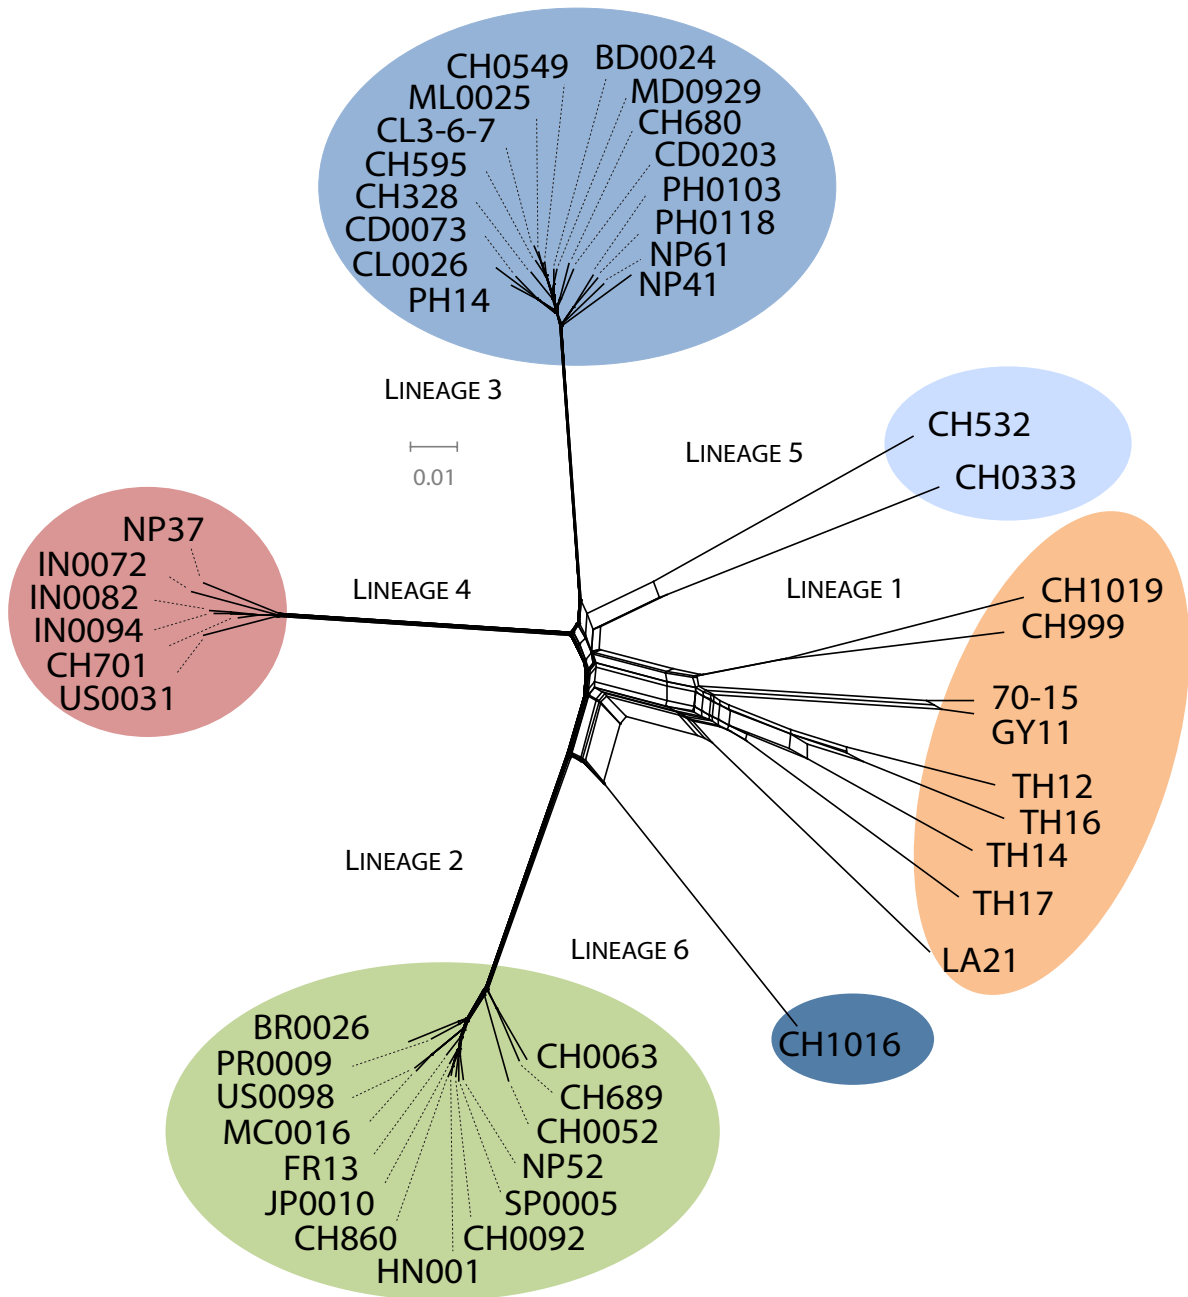 CH0549
BD0024
ML0025
MD0929
CL3-6-7
CH680
CH595
CD0203
CH328
PH0103
CD0073
PH0118
CL0026
NP61
PH14
NP41
LINEAGE 3
0.01
LINEAGE 5
CH532
CH0333
NP37
IN0072
IN0082
IN0094
CH701
US0031
LINEAGE 4
LINEAGE 1
CH1019
CH999
70-15
GY11
TH12
TH16
TH14
TH17
LA21
LINEAGE 2
LINEAGE 6
CH1016
BR0026
PR0009
US0098
MC0016
FR13
JP0010
CH860
HN001
CH0063
CH689
CH0052
NP52
SP0005
CH0092